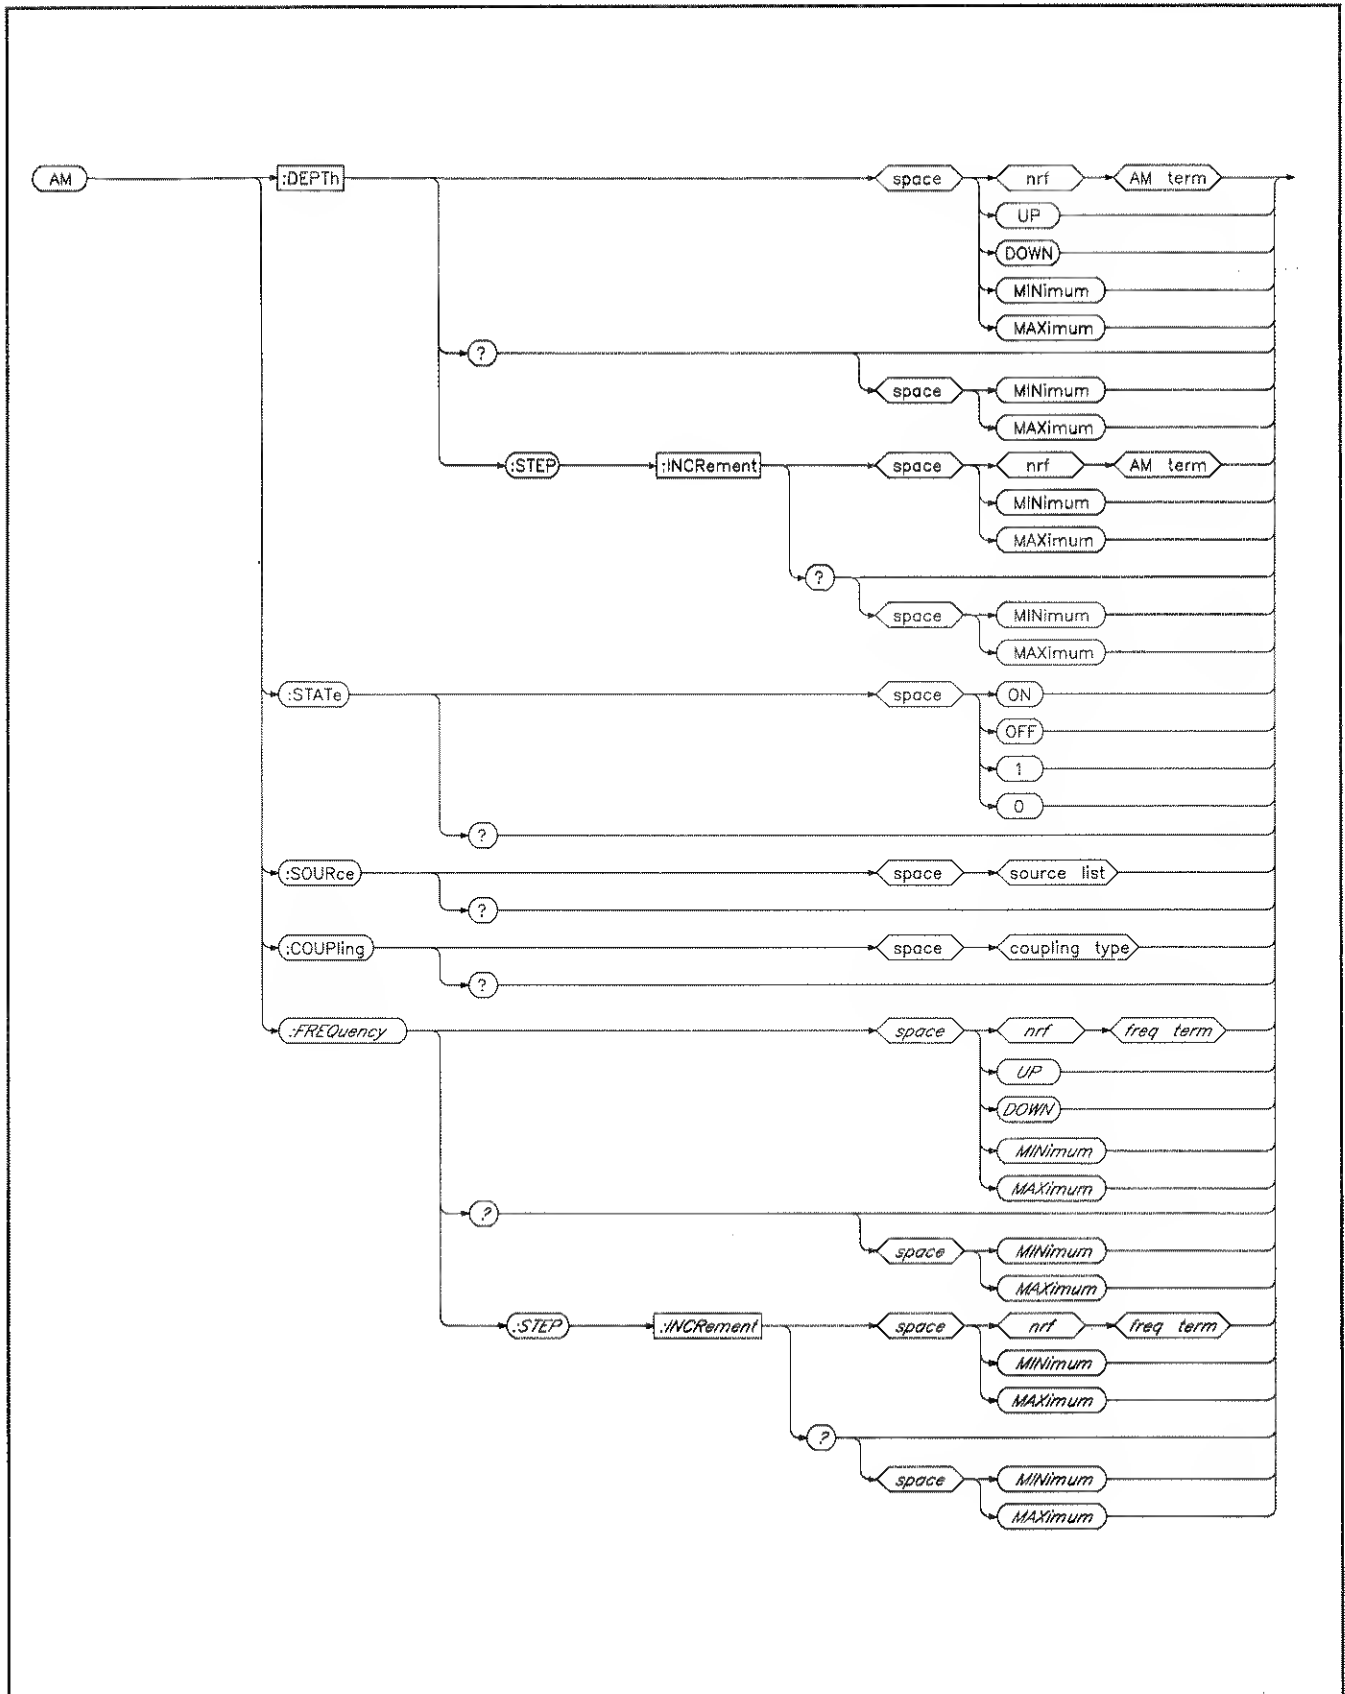 AM :DEPTh space nrf AM term
UP
DOWN
MINimum
MAXimum
?
space MINimum
MAXimum
:STEP :INCRement space nrf AM term
MINimum
MAXimum
?
space MINimum
MAXimum
:STATe space ON
OFF
1
0
?
:SOURce space source list
?
:COUPling space coupling type
?
:FREQuency space nrf freq term
UP
DOWN
MINimum
MAXimum
?
space MINimum
MAXimum
:STEP :INCRement space nrf freq term
MINimum
MAXimum
?
space MINimum
MAXimum